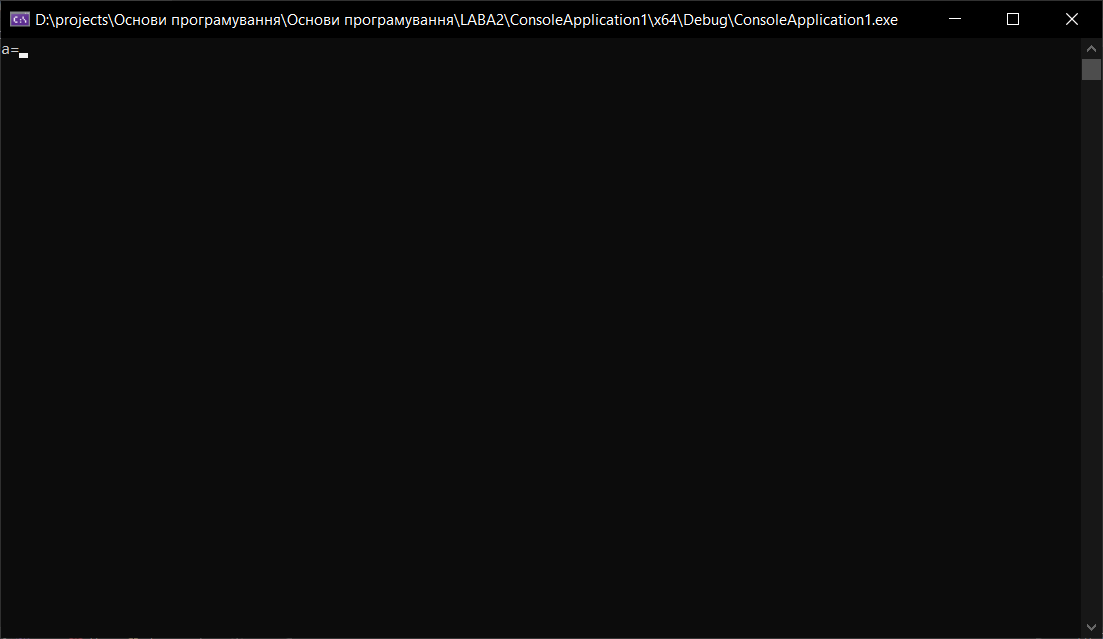 D:\projects\Основи програмування\Основи програмування\LABA2\ConsoleApplication1\x64\Debug\ConsoleApplication1.exe
a=